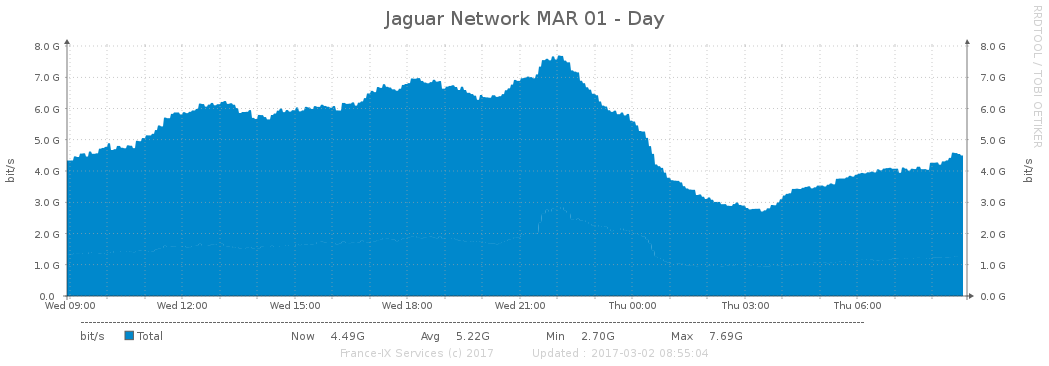 Jaguar Network MAR 01 - Day
RRDTOOL / TOBI OETIKER
8.0 G 8.0 G
7.0 G 7.0 G
6.0 G 6.0 G
5.0 G 5.0 G
4.0 G 4.0 G
3.0 G 3.0 G
2.0 G 2.0 G
1.0 G 1.0 G
0.0 0.0 G
bit/s bit/s
Wed 09:00 Wed 12:00 Wed 15:00 Wed 18:00 Wed 21:00 Thu 00:00 Thu 03:00 Thu 06:00
bit/s Total Now 4.49G Avg 5.22G Min 2.70G Max 7.69G
France-IX Services (c) 2017 Updated : 2017-03-02 08:55:04